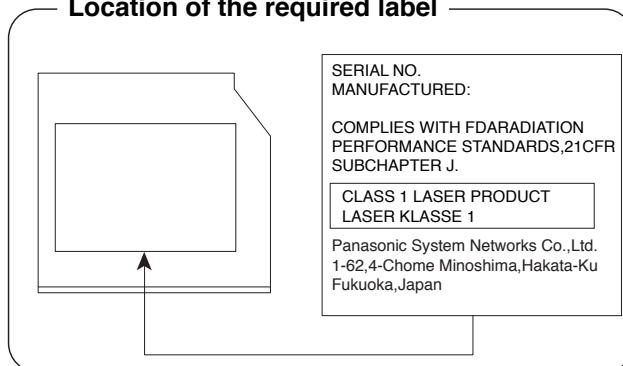 Location of the required label
SERIAL NO.
MANUFACTURED:
COMPLIES WITH FDARADIATION
PERFORMANCE STANDARDS,21CFR
SUBCHAPTER J.
CLASS 1 LASER PRODUCT
LASER KLASSE 1
Panasonic System Networks Co.,Ltd.
1-62,4-Chome Minoshima,Hakata-Ku
Fukuoka,Japan